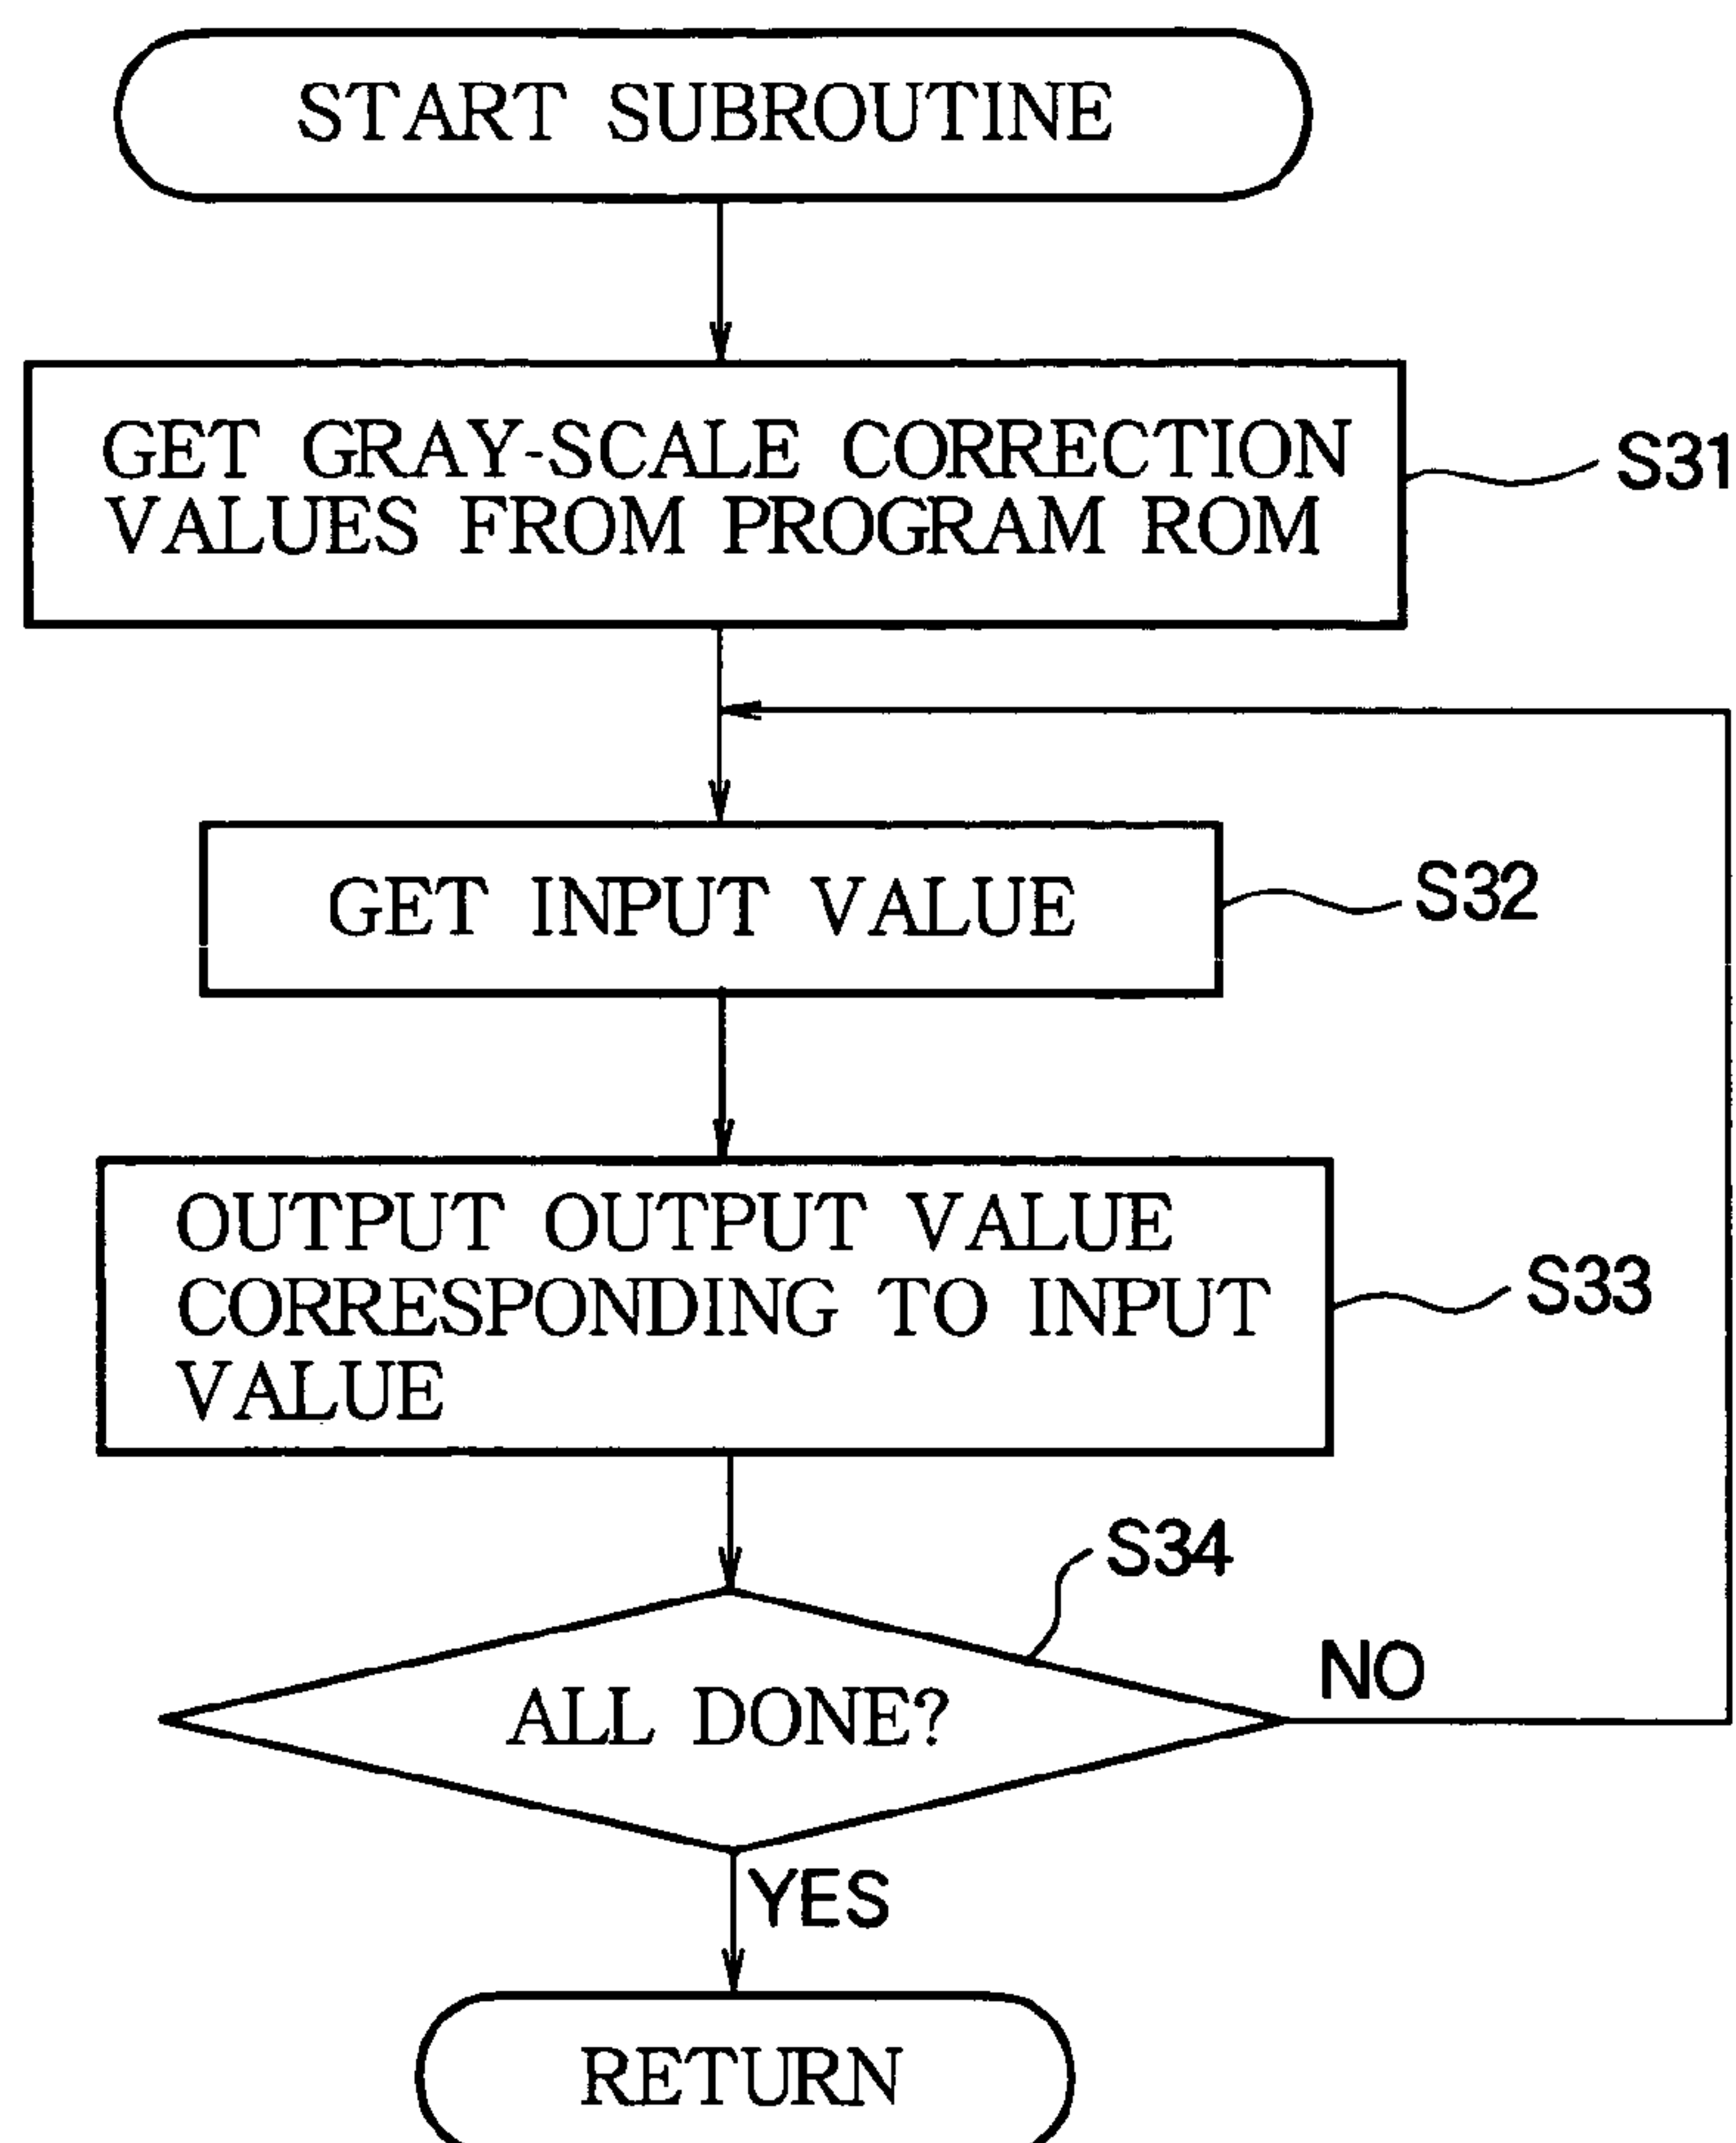 START SUBROUTINE
GET GRAY-SCALE CORRECTION
VALUES FROM PROGRAM ROM
S31
GET INPUT VALUE
S32
OUTPUT OUTPUT VALUE
CORRESPONDING TO INPUT
VALUE
S33
S34
ALL DONE?
NO
YES
RETURN